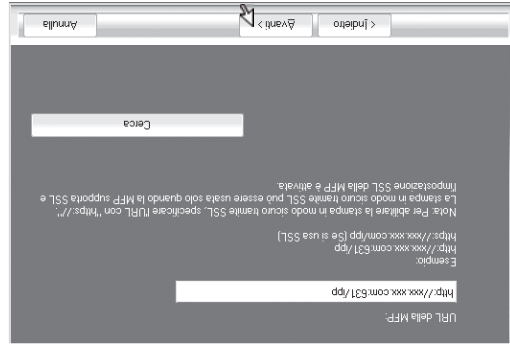 URL della MFP:
http://xxx.xxx.com:631/ipp
Esempio:
http://xxx.xxx.com:631/ipp
https://xxx.xxx.com/ipp (Se si usa SSL)
Nota: Per abilitare la stampa in modo sicuro tramite SSL, specificare l'URL con "https://".
La stampa in modo sicuro tramite SSL può essere usata solo quando la MFP supporta SSL e
l'impostazione SSL della MFP è attivata.
Cerca
< Indietro
Avanti >
Annulla